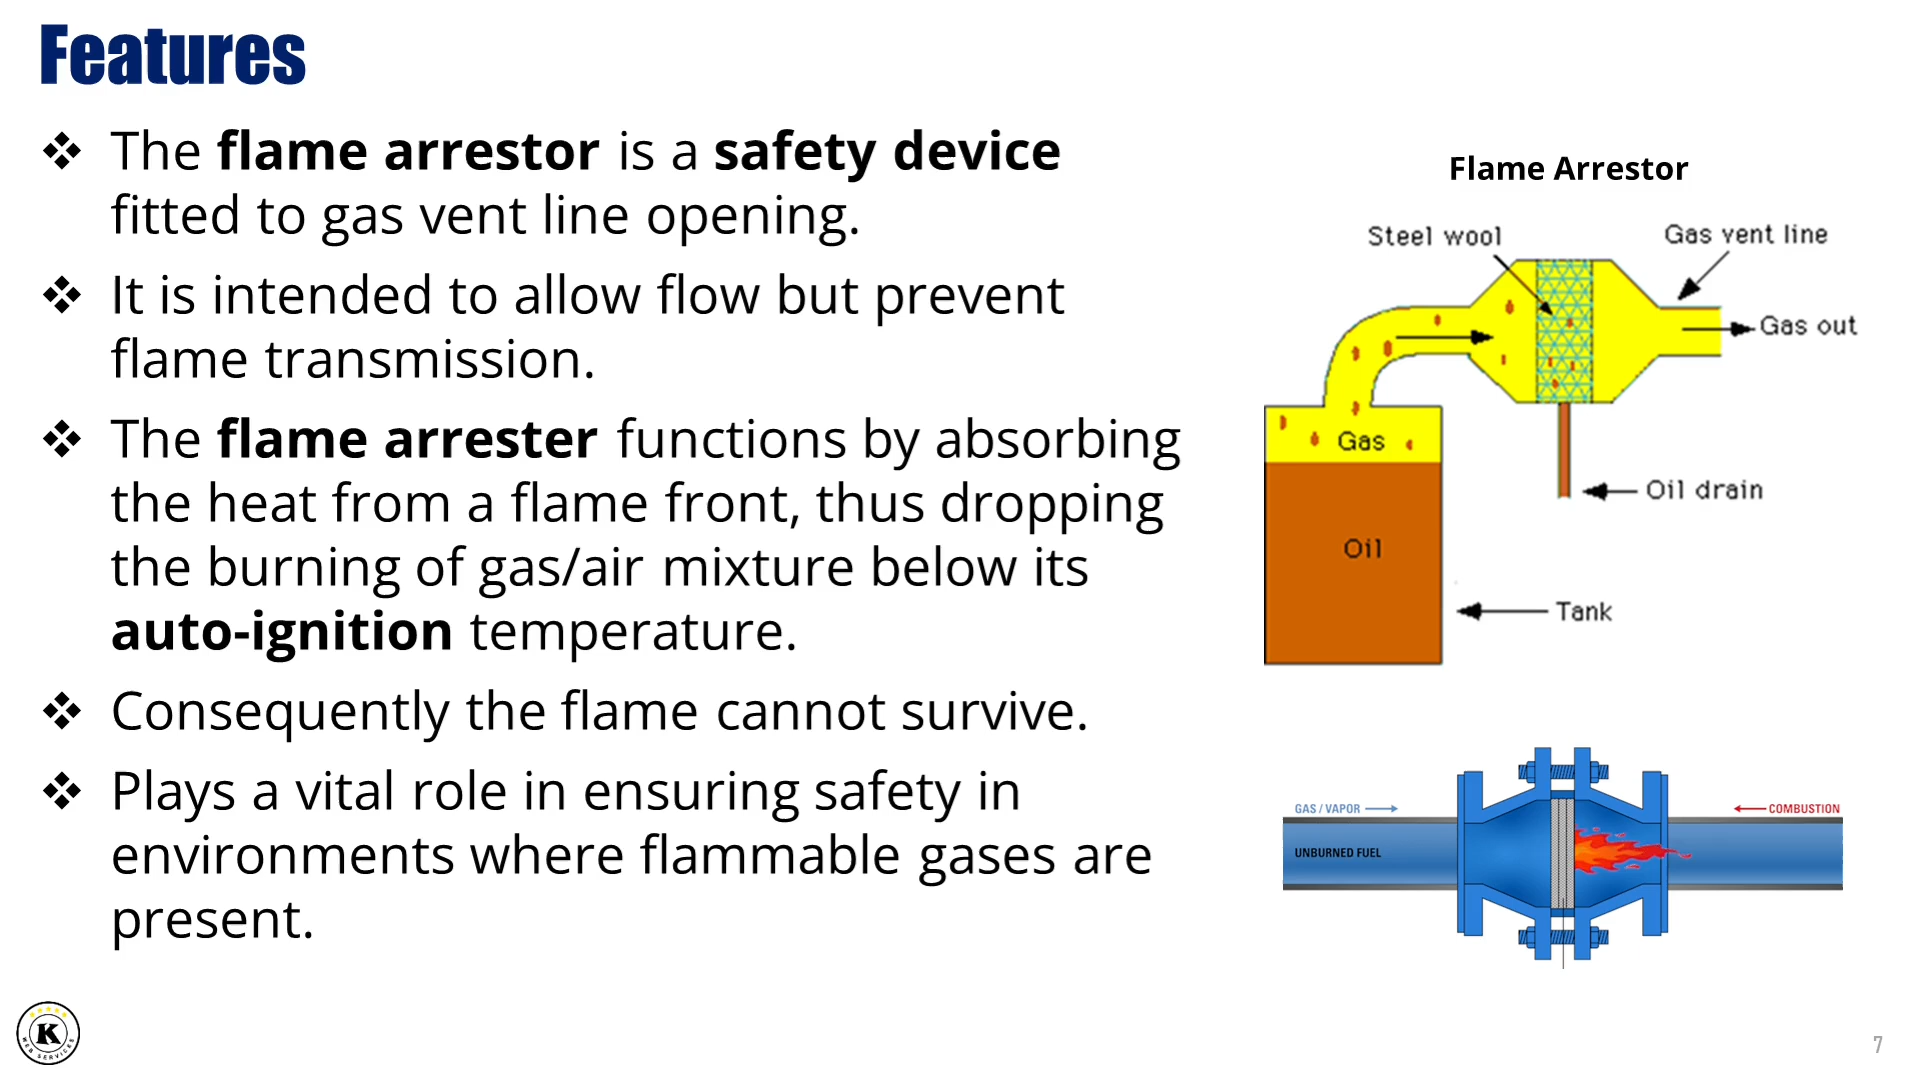 Features
❖ The flame arrestor is a safety device
fitted to gas vent line opening.
❖ It is intended to allow flow but prevent
flame transmission.
❖ The flame arrester functions by absorbing
the heat from a flame front, thus dropping
the burning of gas/air mixture below its
auto-ignition temperature.
❖ Consequently the flame cannot survive.
❖ Plays a vital role in ensuring safety in
environments where flammable gases are
present.
Flame Arrestor
Steel wool
Gas vent line
Gas out
Gas
Oil drain
Oil
Tank
GAS / VAPOR
COMBUSTION
UNBURNED FUEL
K
WEB SERVICES
7